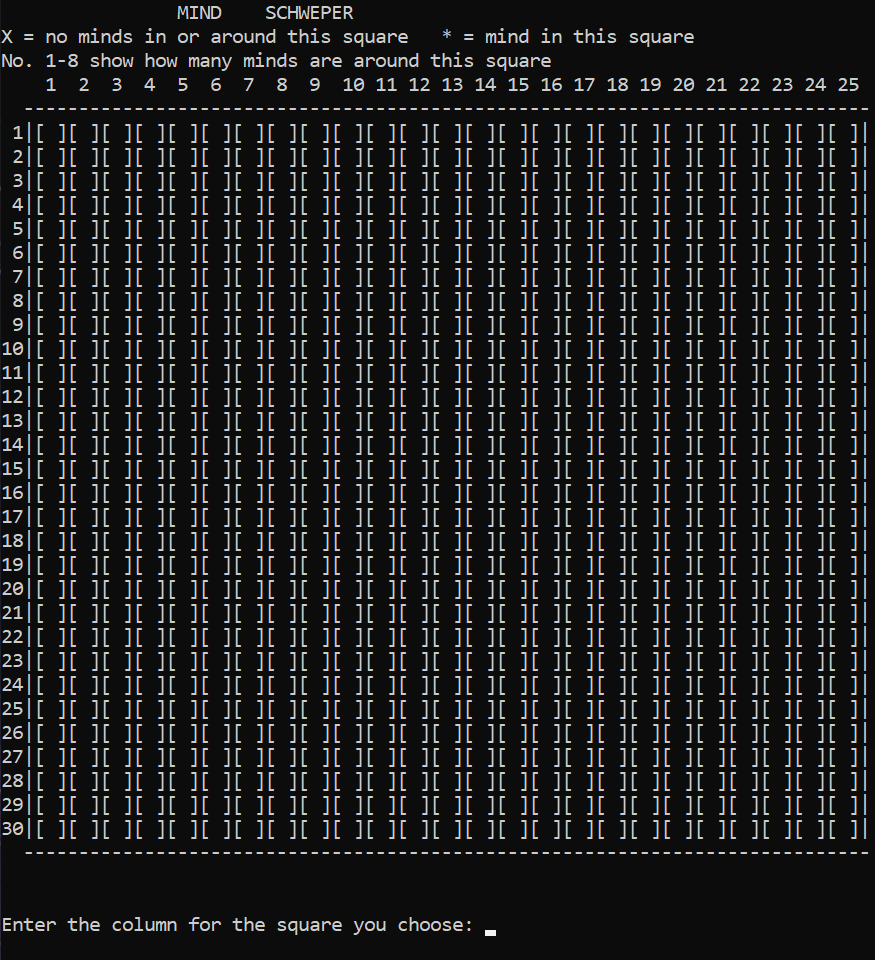 MIND    SCHWEPER
X = no minds in or around this square   * = mind in this square
No. 1-8 show how many minds are around this square
    1  2  3  4  5  6  7  8  9  10 11 12 13 14 15 16 17 18 19 20 21 22 23 24 25
  -----------------------------------------------------------------------------
 1|[ ][ ][ ][ ][ ][ ][ ][ ][ ][ ][ ][ ][ ][ ][ ][ ][ ][ ][ ][ ][ ][ ][ ][ ][ ]|
 2|[ ][ ][ ][ ][ ][ ][ ][ ][ ][ ][ ][ ][ ][ ][ ][ ][ ][ ][ ][ ][ ][ ][ ][ ][ ]|
 3|[ ][ ][ ][ ][ ][ ][ ][ ][ ][ ][ ][ ][ ][ ][ ][ ][ ][ ][ ][ ][ ][ ][ ][ ][ ]|
 4|[ ][ ][ ][ ][ ][ ][ ][ ][ ][ ][ ][ ][ ][ ][ ][ ][ ][ ][ ][ ][ ][ ][ ][ ][ ]|
 5|[ ][ ][ ][ ][ ][ ][ ][ ][ ][ ][ ][ ][ ][ ][ ][ ][ ][ ][ ][ ][ ][ ][ ][ ][ ]|
 6|[ ][ ][ ][ ][ ][ ][ ][ ][ ][ ][ ][ ][ ][ ][ ][ ][ ][ ][ ][ ][ ][ ][ ][ ][ ]|
 7|[ ][ ][ ][ ][ ][ ][ ][ ][ ][ ][ ][ ][ ][ ][ ][ ][ ][ ][ ][ ][ ][ ][ ][ ][ ]|
 8|[ ][ ][ ][ ][ ][ ][ ][ ][ ][ ][ ][ ][ ][ ][ ][ ][ ][ ][ ][ ][ ][ ][ ][ ][ ]|
 9|[ ][ ][ ][ ][ ][ ][ ][ ][ ][ ][ ][ ][ ][ ][ ][ ][ ][ ][ ][ ][ ][ ][ ][ ][ ]|
10|[ ][ ][ ][ ][ ][ ][ ][ ][ ][ ][ ][ ][ ][ ][ ][ ][ ][ ][ ][ ][ ][ ][ ][ ][ ]|
11|[ ][ ][ ][ ][ ][ ][ ][ ][ ][ ][ ][ ][ ][ ][ ][ ][ ][ ][ ][ ][ ][ ][ ][ ][ ]|
12|[ ][ ][ ][ ][ ][ ][ ][ ][ ][ ][ ][ ][ ][ ][ ][ ][ ][ ][ ][ ][ ][ ][ ][ ][ ]|
13|[ ][ ][ ][ ][ ][ ][ ][ ][ ][ ][ ][ ][ ][ ][ ][ ][ ][ ][ ][ ][ ][ ][ ][ ][ ]|
14|[ ][ ][ ][ ][ ][ ][ ][ ][ ][ ][ ][ ][ ][ ][ ][ ][ ][ ][ ][ ][ ][ ][ ][ ][ ]|
15|[ ][ ][ ][ ][ ][ ][ ][ ][ ][ ][ ][ ][ ][ ][ ][ ][ ][ ][ ][ ][ ][ ][ ][ ][ ]|
16|[ ][ ][ ][ ][ ][ ][ ][ ][ ][ ][ ][ ][ ][ ][ ][ ][ ][ ][ ][ ][ ][ ][ ][ ][ ]|
17|[ ][ ][ ][ ][ ][ ][ ][ ][ ][ ][ ][ ][ ][ ][ ][ ][ ][ ][ ][ ][ ][ ][ ][ ][ ]|
18|[ ][ ][ ][ ][ ][ ][ ][ ][ ][ ][ ][ ][ ][ ][ ][ ][ ][ ][ ][ ][ ][ ][ ][ ][ ]|
19|[ ][ ][ ][ ][ ][ ][ ][ ][ ][ ][ ][ ][ ][ ][ ][ ][ ][ ][ ][ ][ ][ ][ ][ ][ ]|
20|[ ][ ][ ][ ][ ][ ][ ][ ][ ][ ][ ][ ][ ][ ][ ][ ][ ][ ][ ][ ][ ][ ][ ][ ][ ]|
21|[ ][ ][ ][ ][ ][ ][ ][ ][ ][ ][ ][ ][ ][ ][ ][ ][ ][ ][ ][ ][ ][ ][ ][ ][ ]|
22|[ ][ ][ ][ ][ ][ ][ ][ ][ ][ ][ ][ ][ ][ ][ ][ ][ ][ ][ ][ ][ ][ ][ ][ ][ ]|
23|[ ][ ][ ][ ][ ][ ][ ][ ][ ][ ][ ][ ][ ][ ][ ][ ][ ][ ][ ][ ][ ][ ][ ][ ][ ]|
24|[ ][ ][ ][ ][ ][ ][ ][ ][ ][ ][ ][ ][ ][ ][ ][ ][ ][ ][ ][ ][ ][ ][ ][ ][ ]|
25|[ ][ ][ ][ ][ ][ ][ ][ ][ ][ ][ ][ ][ ][ ][ ][ ][ ][ ][ ][ ][ ][ ][ ][ ][ ]|
26|[ ][ ][ ][ ][ ][ ][ ][ ][ ][ ][ ][ ][ ][ ][ ][ ][ ][ ][ ][ ][ ][ ][ ][ ][ ]|
27|[ ][ ][ ][ ][ ][ ][ ][ ][ ][ ][ ][ ][ ][ ][ ][ ][ ][ ][ ][ ][ ][ ][ ][ ][ ]|
28|[ ][ ][ ][ ][ ][ ][ ][ ][ ][ ][ ][ ][ ][ ][ ][ ][ ][ ][ ][ ][ ][ ][ ][ ][ ]|
29|[ ][ ][ ][ ][ ][ ][ ][ ][ ][ ][ ][ ][ ][ ][ ][ ][ ][ ][ ][ ][ ][ ][ ][ ][ ]|
30|[ ][ ][ ][ ][ ][ ][ ][ ][ ][ ][ ][ ][ ][ ][ ][ ][ ][ ][ ][ ][ ][ ][ ][ ][ ]|
  -----------------------------------------------------------------------------
Enter the column for the square you choose: